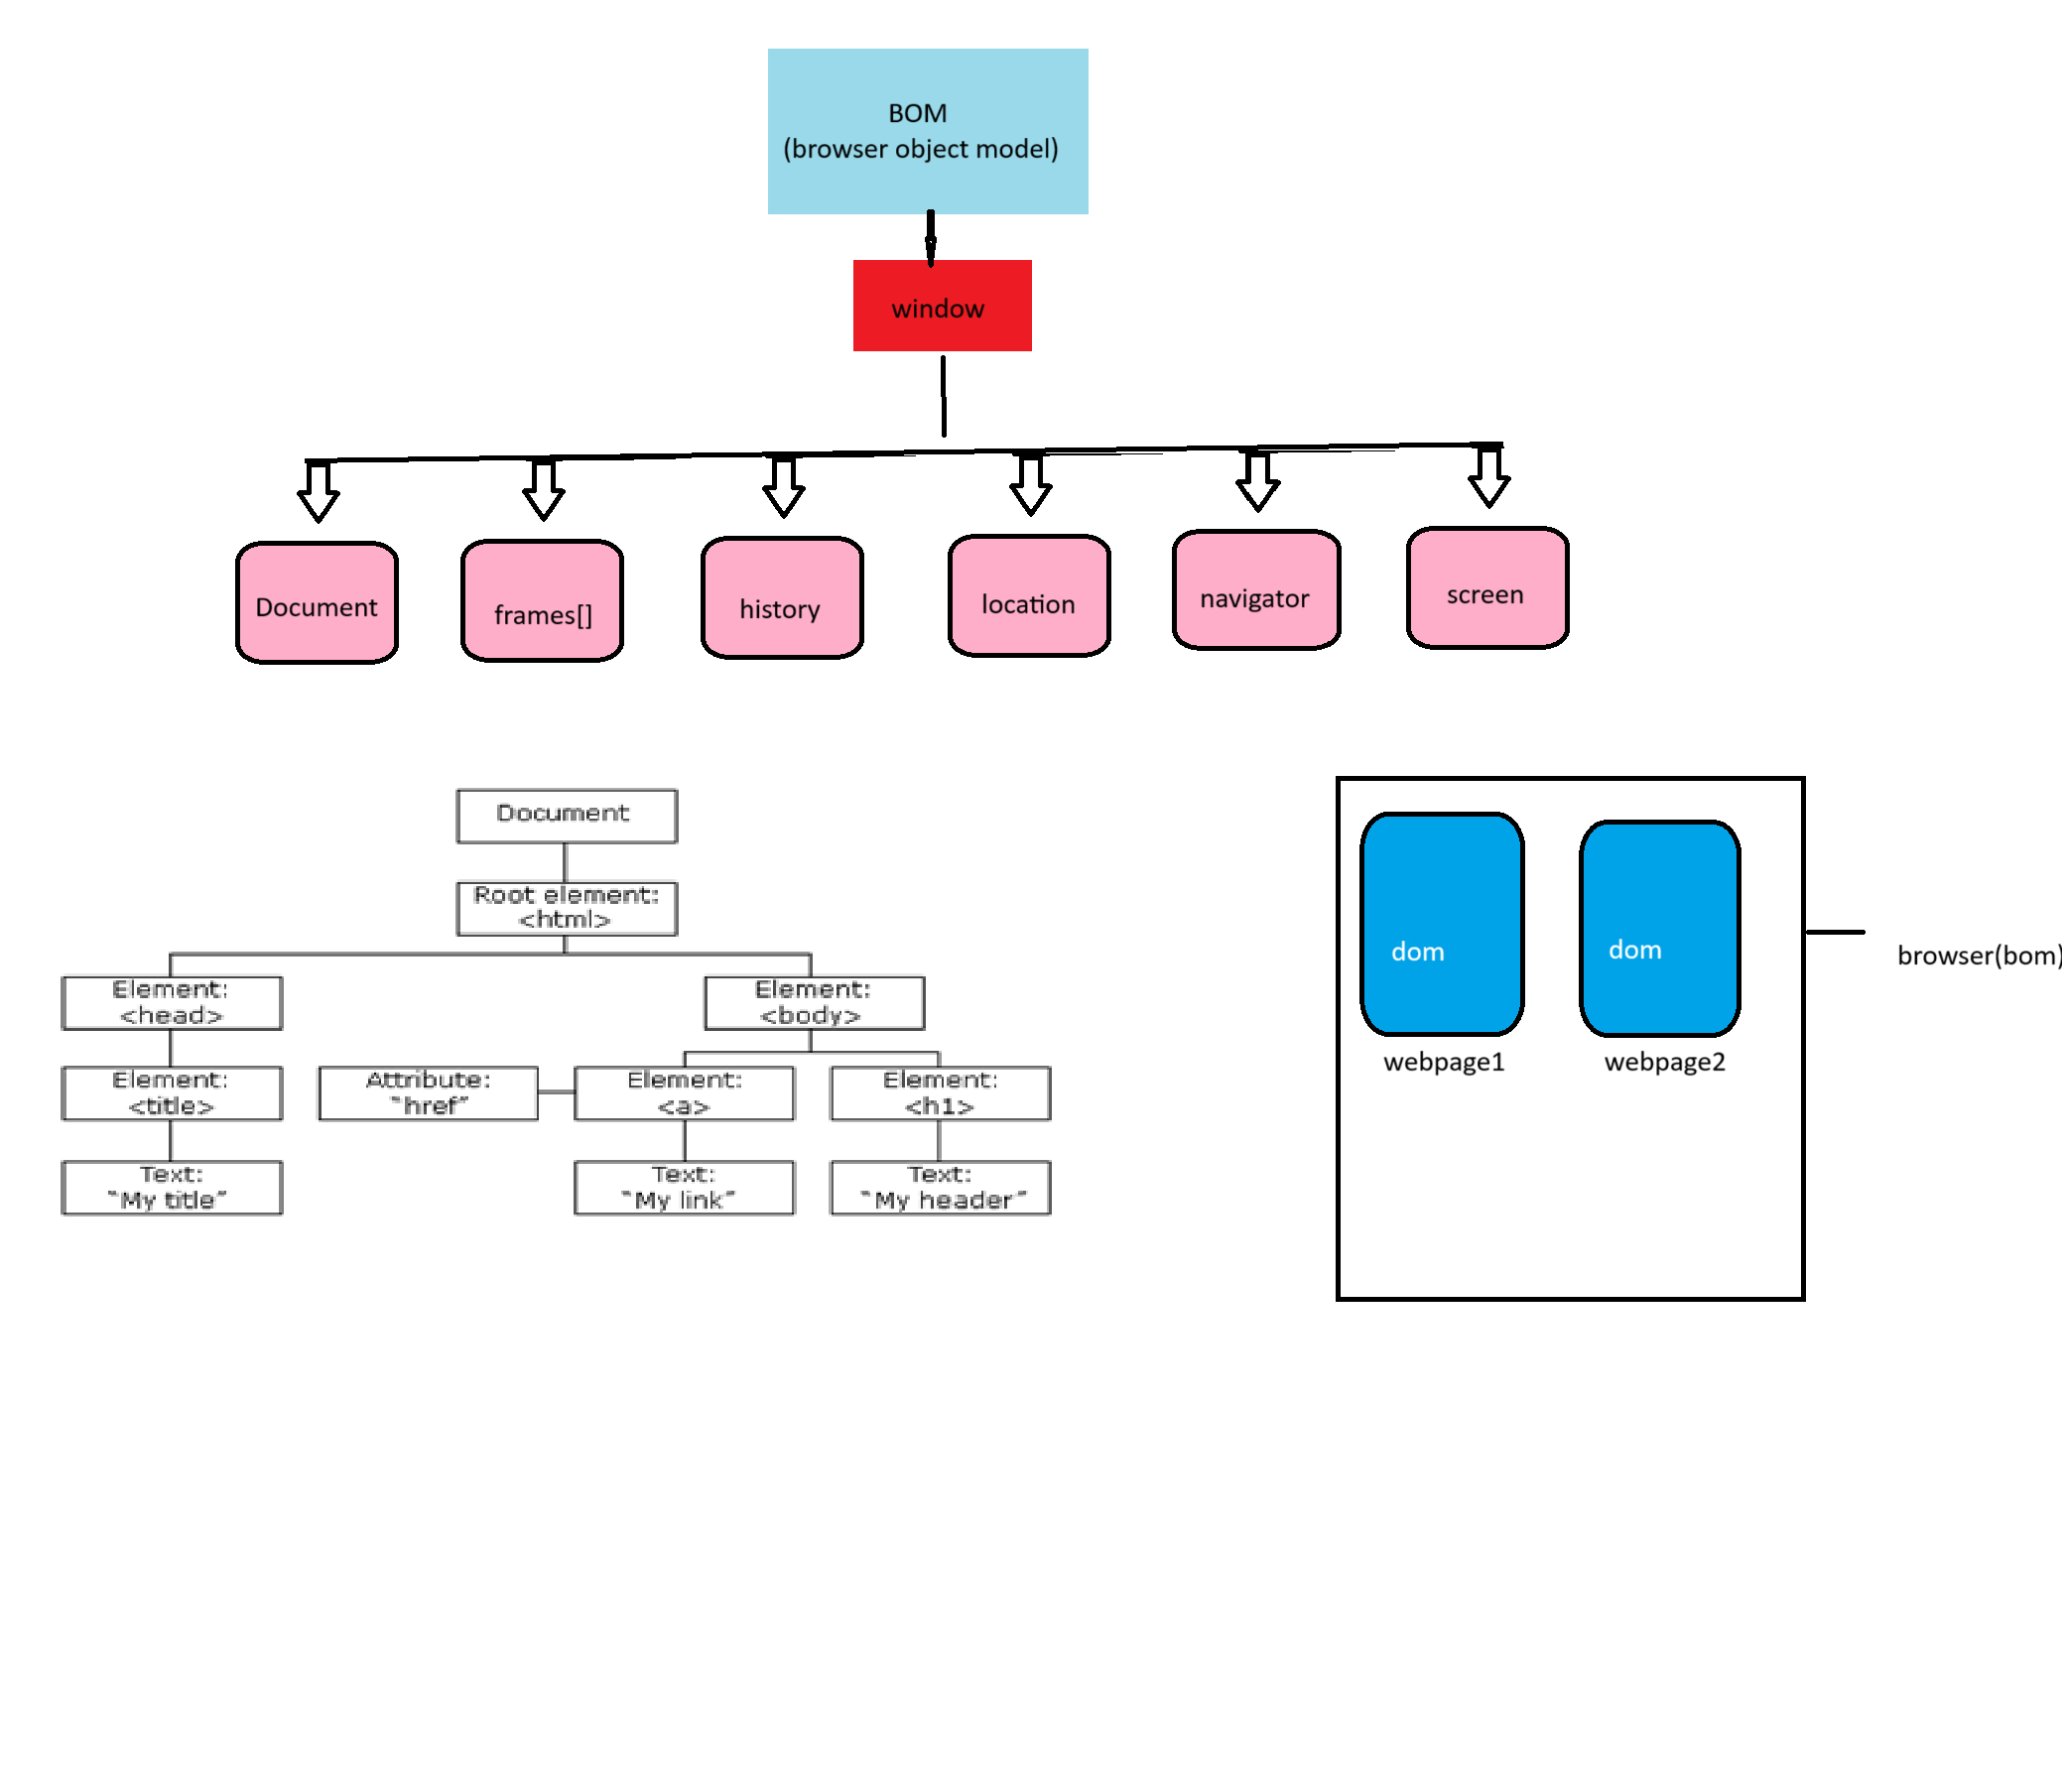 BOM
(browser object model)
window
Document
frames[]
history
location
navigator
screen
Document
Root element:
<html>
Element:
<head>
Element:
<body>
Element:
<title>
Attribute:
"href"
Element:
<a>
Element:
<h1>
Text:
"My title"
Text:
"My link"
Text:
"My header"
dom
dom
webpage1
webpage2
browser(bom)